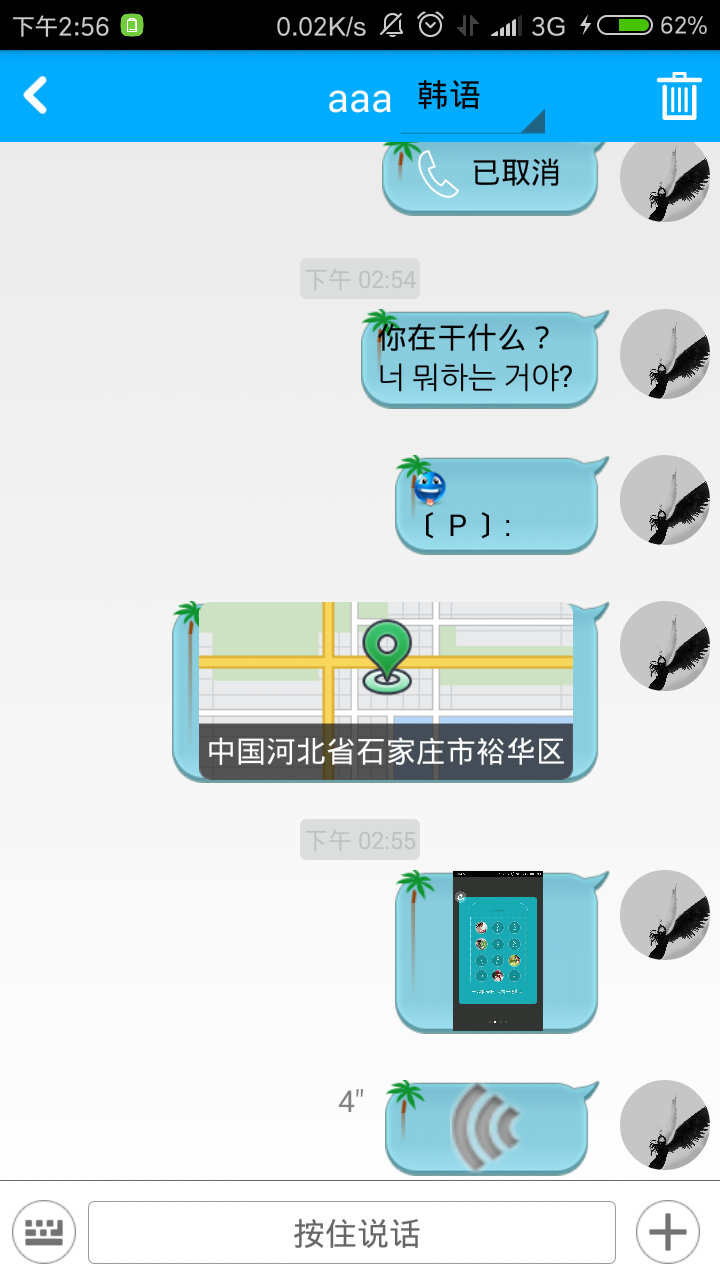 下午2:56
0.02K/s
3G
62%
aaa 韩语
已取消
下午 02:54
你在干什么？
너 뭐하는 거야?
〔 P 〕:
中国河北省石家庄市裕华区
下午 02:55
4"
按住说话